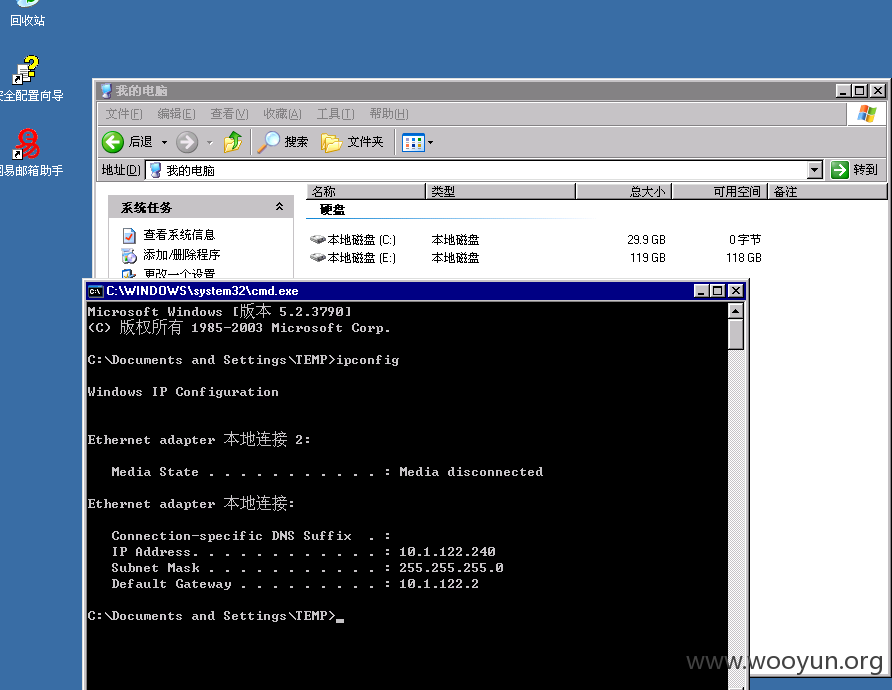 回收站
安全配置向导
网易邮箱助手
我的电脑
文件(F) 编辑(E) 查看(V) 收藏(A) 工具(T) 帮助(H)
后退 搜索 文件夹
地址(D) 我的电脑 转到
名称 类型 总大小 可用空间 备注
系统任务
查看系统信息
添加/删除程序
更改一个设置
硬盘
本地磁盘 (C:) 本地磁盘 29.9 GB 0 字节
本地磁盘 (E:) 本地磁盘 119 GB 118 GB
C:\WINDOWS\system32\cmd.exe
Microsoft Windows [版本 5.2.3790]
(C) 版权所有 1985-2003 Microsoft Corp.
C:\Documents and Settings\TEMP>ipconfig
Windows IP Configuration
Ethernet adapter 本地连接 2:
Media State . . . . . . . . . . . : Media disconnected
Ethernet adapter 本地连接:
Connection-specific DNS Suffix  . :
IP Address. . . . . . . . . . . . : 10.1.122.240
Subnet Mask . . . . . . . . . . . : 255.255.255.0
Default Gateway . . . . . . . . . : 10.1.122.2
C:\Documents and Settings\TEMP>
www.wooyun.org